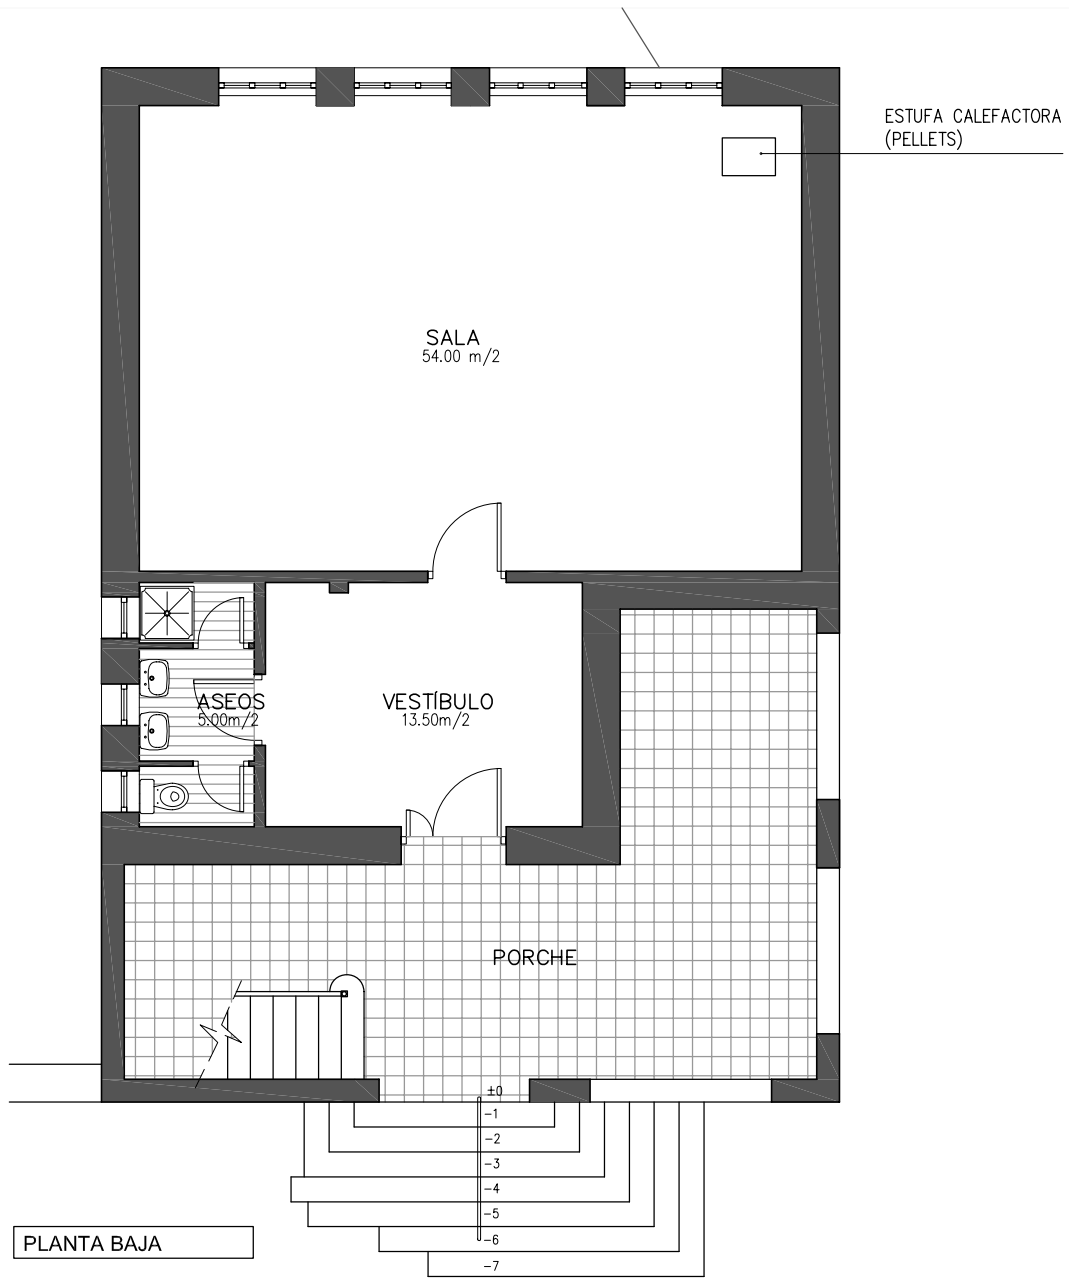 ESTUFA CALEFACTORA
(PELLETS)
SALA
54.00 m/2
ASEOS
5.00m/2
VESTÍBULO
13.50m/2
PORCHE
±0
-1
-2
-3
-4
-5
-6
-7
PLANTA BAJA